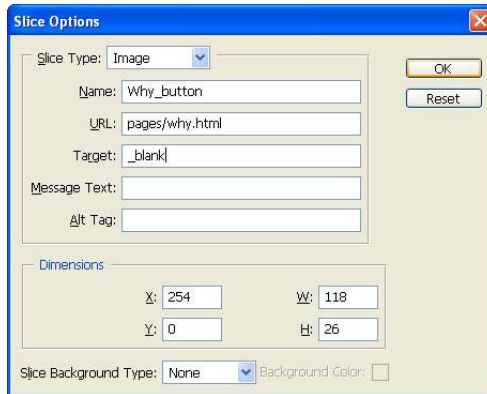 Slice Options
Slice Type: Image
OK
Name: Why_button
Reset
URL: pages/why.html
Target: _blank
Message Text:
Alt Tag:
Dimensions
X: 254 W: 118
Y: 0 H: 26
Slice Background Type: None Background Color: